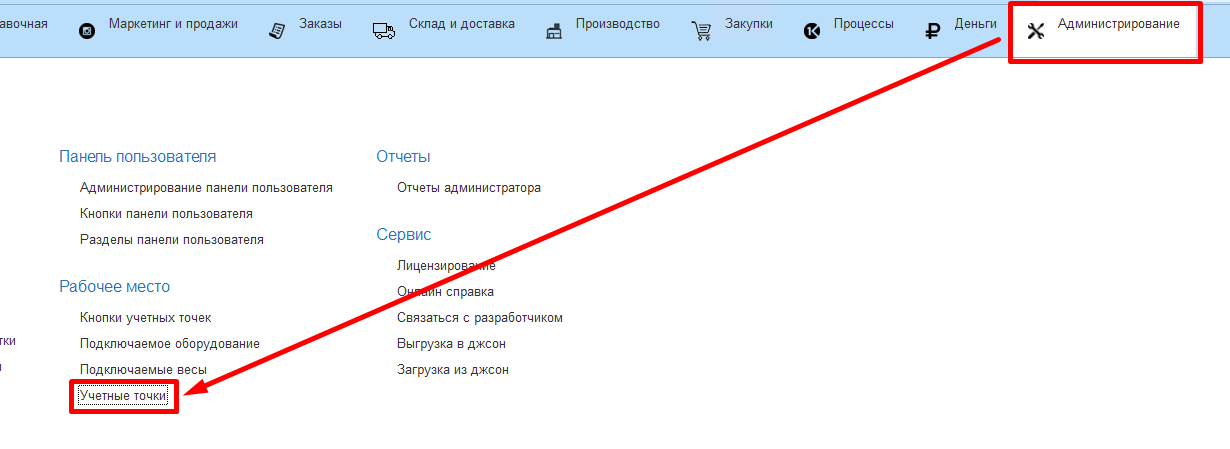 авочная
Маркетинг и продажи
Заказы
Склад и доставка
Производство
Закупки
Процессы
Деньги
Администрирование
Панель пользователя
Администрирование панели пользователя
Кнопки панели пользователя
Разделы панели пользователя
Рабочее место
Кнопки учетных точек
Подключаемое оборудование
Подключаемые весы
Учетные точки
Отчеты
Отчеты администратора
Сервис
Лицензирование
Онлайн справка
Связаться с разработчиком
Выгрузка в джсон
Загрузка из джсон
тки